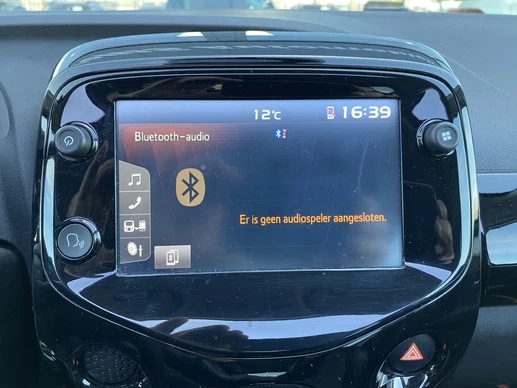 12°C
16:39
Bluetooth-audio
Er is geen audiospeler aangesloten.